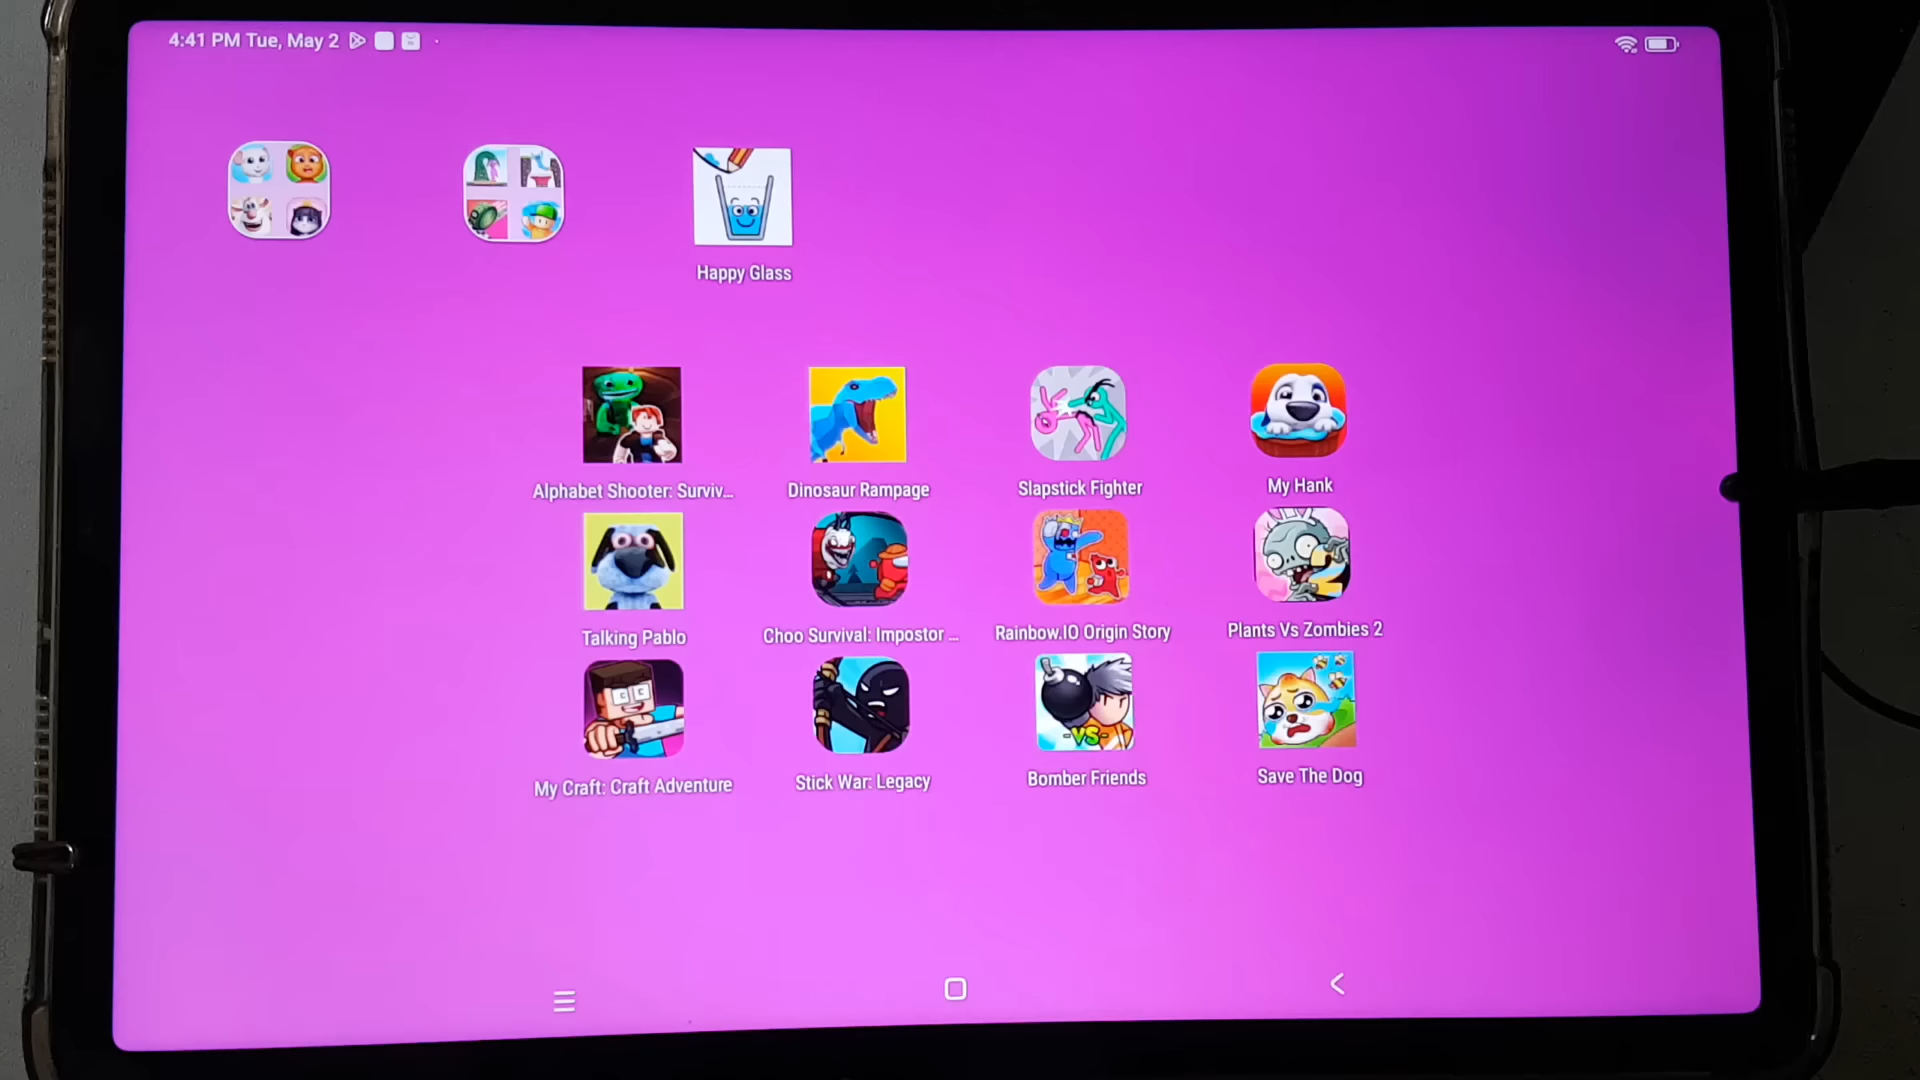 4:41 PM Tue, May 2
Happy Glass
Alphabet Shooter: Surviv...
Dinosaur Rampage
Slapstick Fighter
My Hank
Talking Pablo
Choo Survival: Impostor ...
Rainbow.IO Origin Story
Plants Vs Zombies 2
-VS-
My Craft: Craft Adventure
Stick War: Legacy
Bomber Friends
Save The Dog